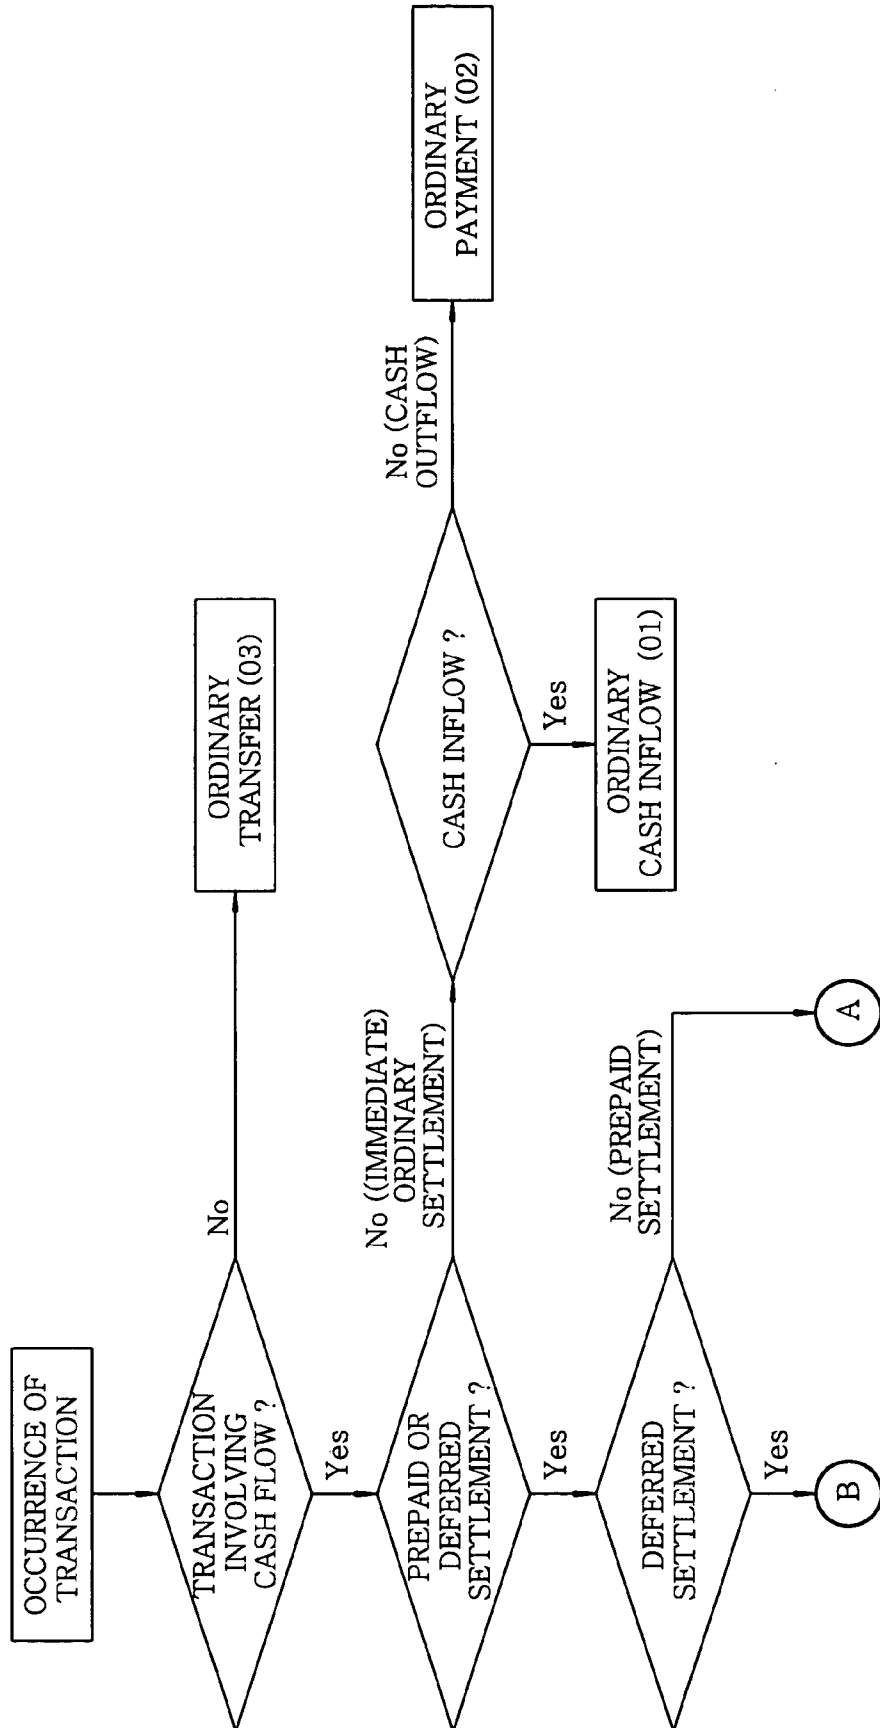 OCCURRENCE OF
TRANSACTION
TRANSACTION
INVOLVING
CASH FLOW ?
No
ORDINARY
TRANSFER (03)
Yes
PREPAID OR
DEFERRED
SETTLEMENT ?
No ((IMMEDIATE)
ORDINARY
SETTLEMENT)
CASH INFLOW ?
No (CASH
OUTFLOW)
ORDINARY
PAYMENT (02)
Yes
ORDINARY
CASH INFLOW (01)
Yes
DEFERRED
SETTLEMENT ?
No (PREPAID
SETTLEMENT)
A
Yes
B